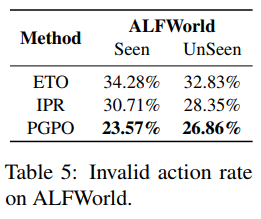 Method ALFWorld
Seen UnSeen
ETO 34.28% 32.83%
IPR 30.71% 28.35%
PGPO 23.57% 26.86%
Table 5: Invalid action rate
on ALFWorld.